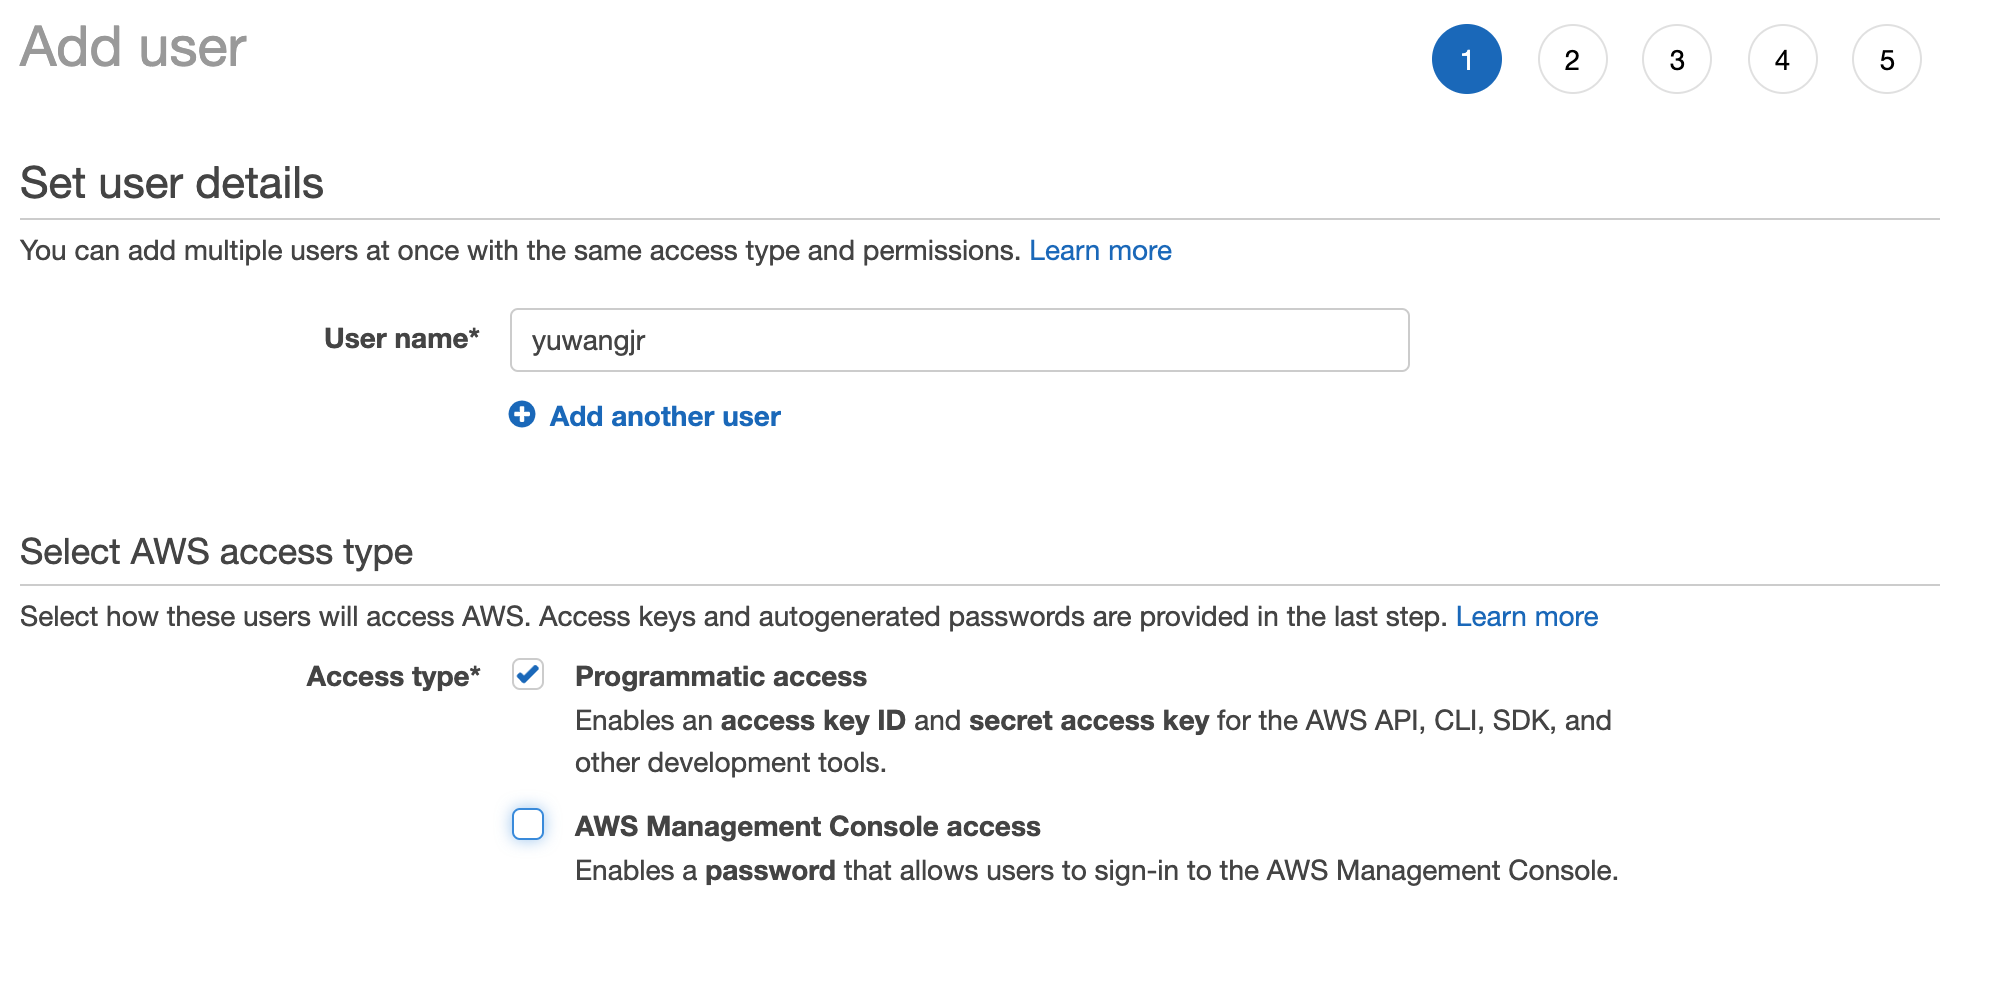 Add user
1 2 3 4 5
Set user details
You can add multiple users at once with the same access type and permissions. Learn more
User name* yuwangjr
Add another user
Select AWS access type
Select how these users will access AWS. Access keys and autogenerated passwords are provided in the last step. Learn more
Access type* Programmatic access
Enables an access key ID and secret access key for the AWS API, CLI, SDK, and
other development tools.
AWS Management Console access
Enables a password that allows users to sign-in to the AWS Management Console.